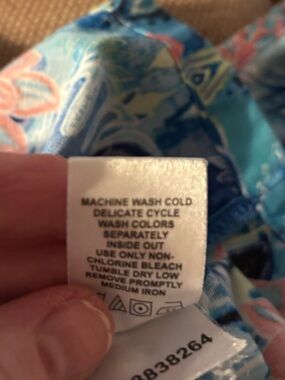 MACHINE WASH COLD
DELICATE CYCLE
WASH COLORS
SEPARATELY
INSIDE OUT
USE ONLY NON-
CHLORINE BLEACH
TUMBLE DRY LOW
REMOVE PROMPTLY
MEDIUM IRON
3838264